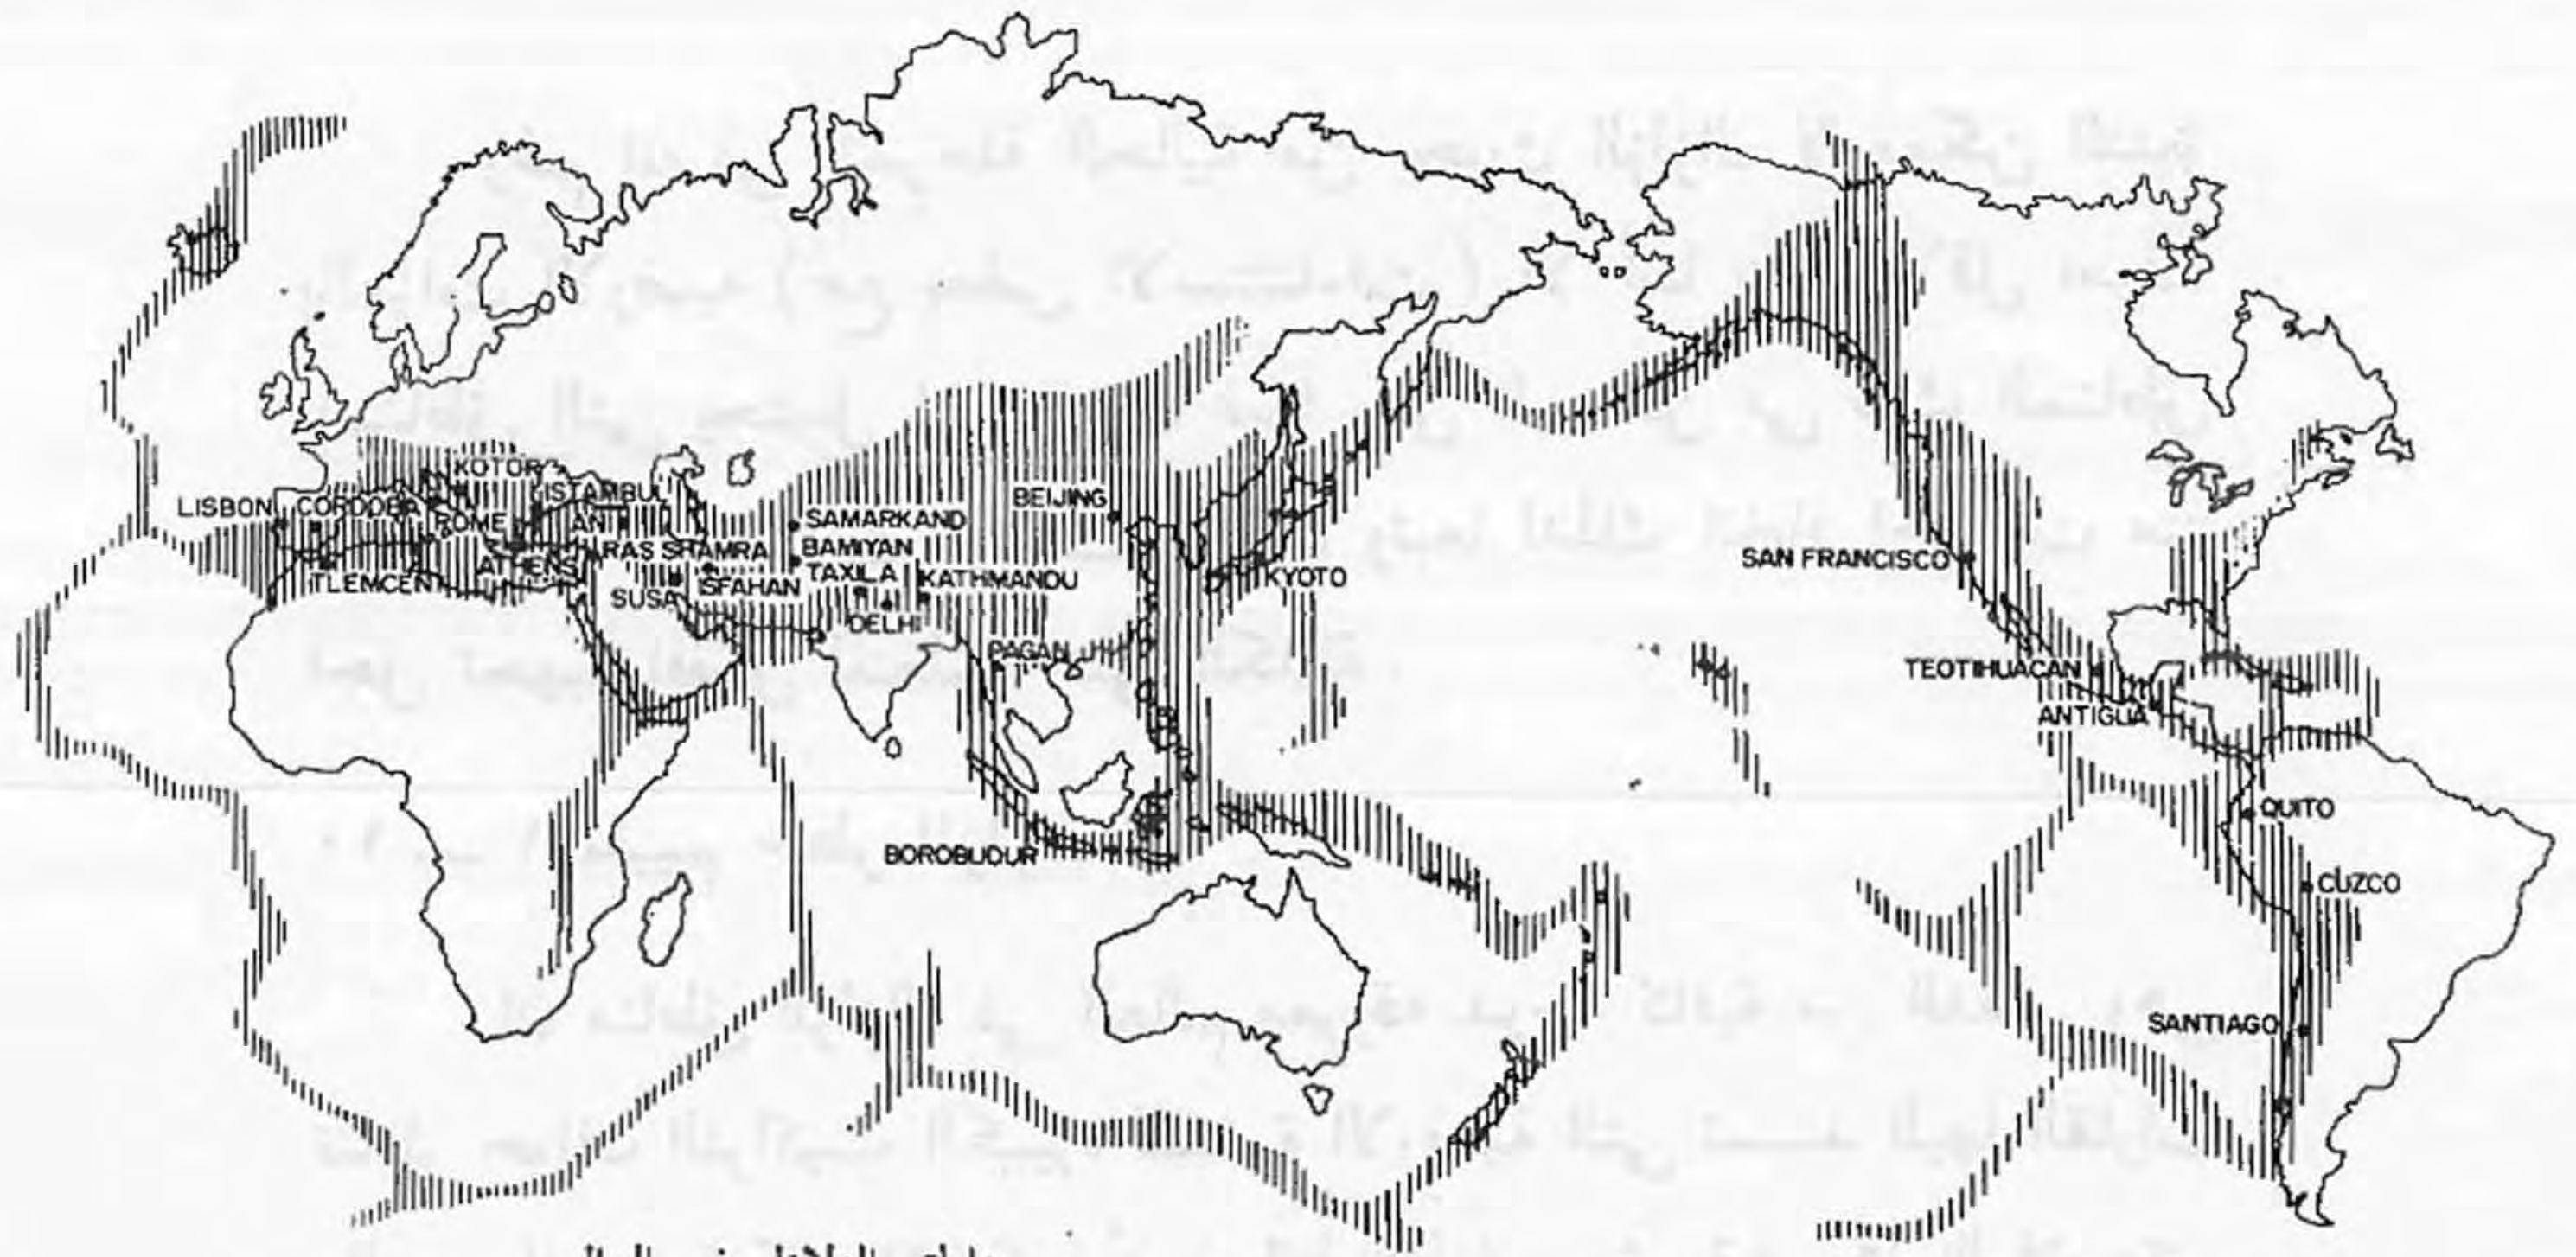 KOTOR
LISBON
CORDOBA
ISTAMBUL
ROME
ANI
BEIJING
SAMARKAND
RAS SHAMRA
BAMIYAN
ATHENS
TAXILA
KATHMANDU
TLEMCEN
ISFAHAN
SUSA
KYOTO
DELHI
SAN FRANCISCO
PAGAN
TEOTIHUACAN
ANTIGUA
QUITO
BOROBUDUR
CUZCO
SANTIAGO